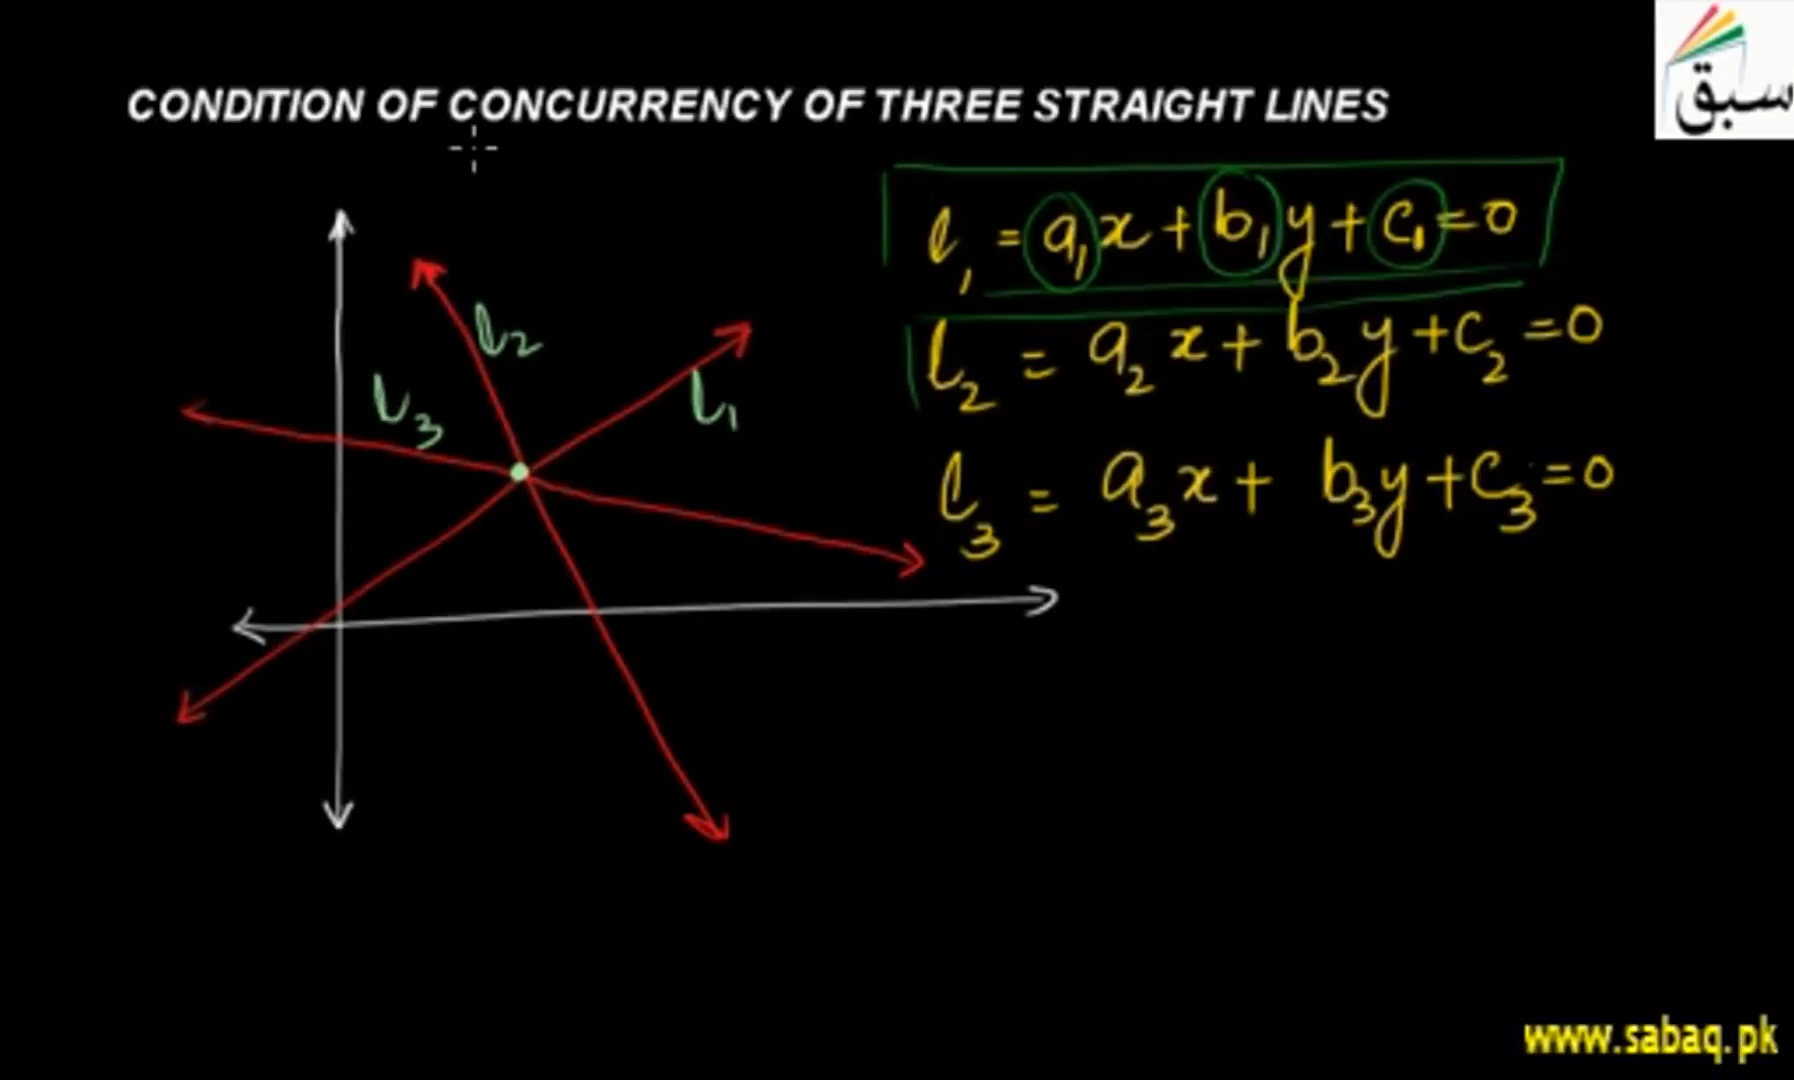 CONDITION OF CONCURRENCY OF THREE STRAIGHT LINES
سبق
l₁ = a₁x + b₁y + c₁ = 0
l₂ = a₂x + b₂y + c₂ = 0
l₃ = a₃x + b₃y + c₃ = 0
l₂
l₃
l₁
www.sabaq.pk